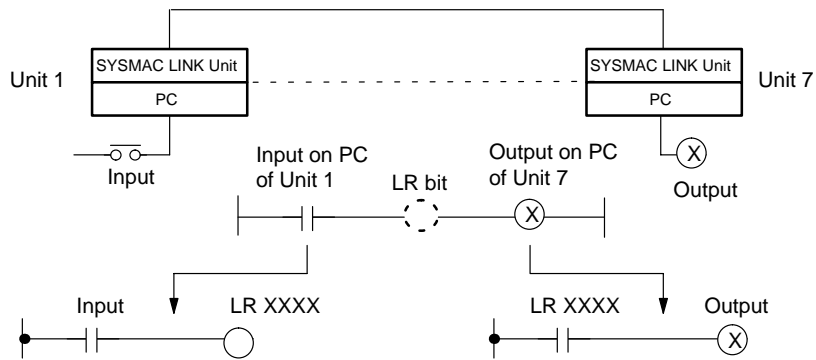 SYSMAC LINK Unit
SYSMAC LINK Unit
Unit 1
Unit 7
PC
PC
Input
X
Output
Input on PC
of Unit 1
LR bit
Output on PC
of Unit 7
X
Input
LR XXXX
LR XXXX
Output
X